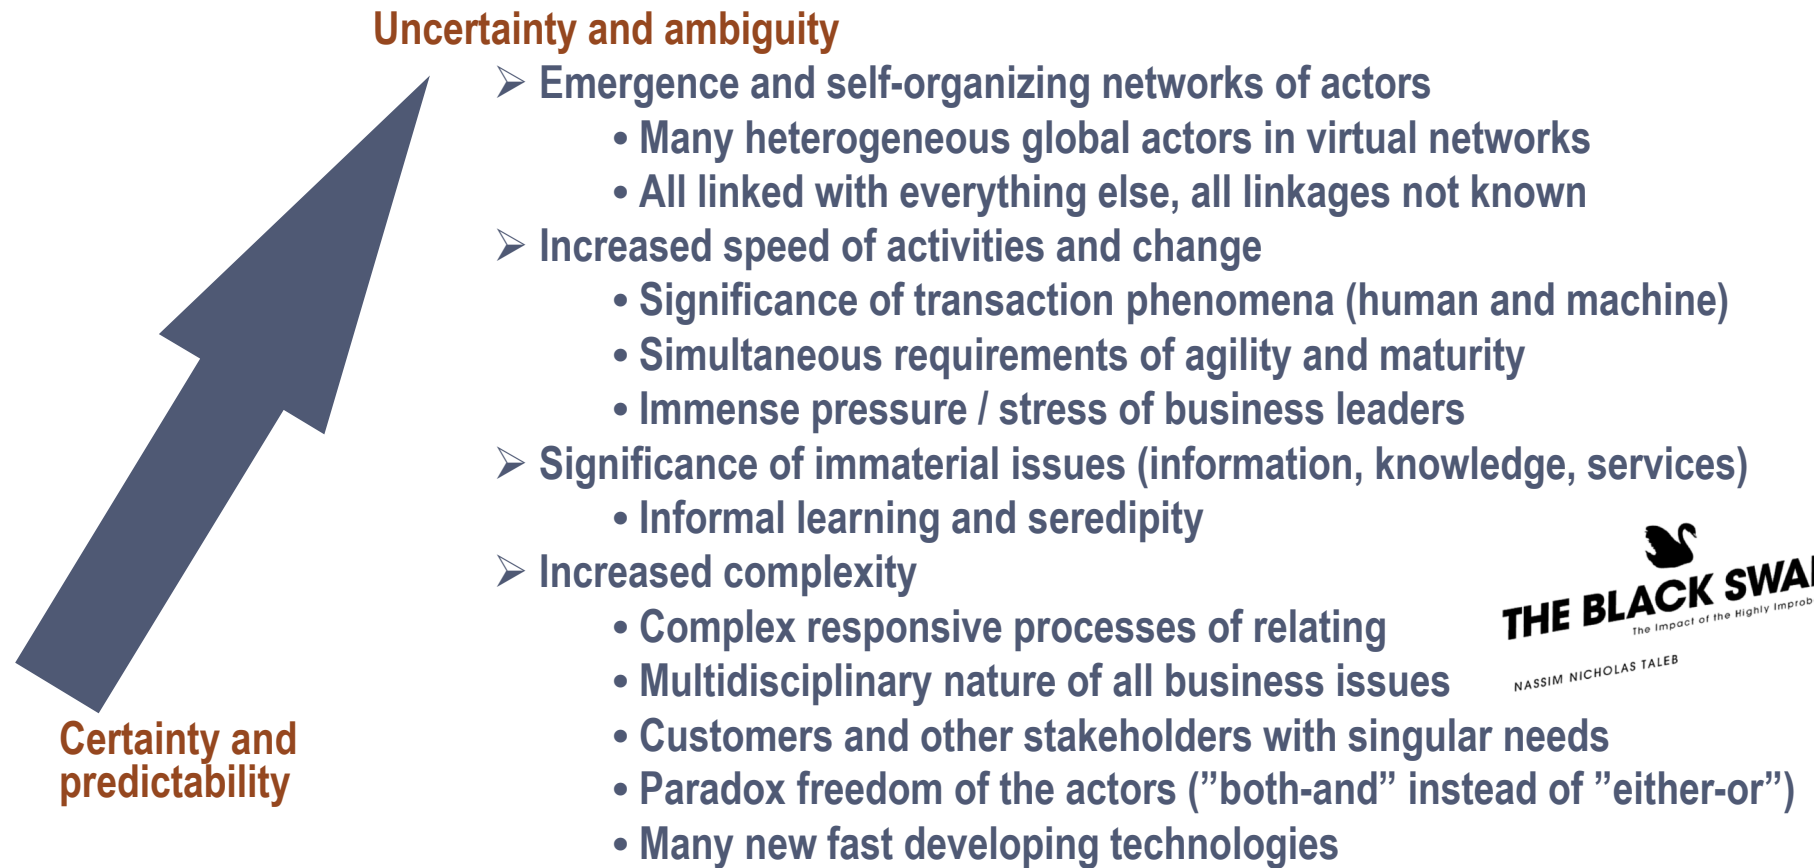 Uncertainty and ambiguity
➢ Emergence and self-organizing networks of actors
• Many heterogeneous global actors in virtual networks
• All linked with everything else, all linkages not known
➢ Increased speed of activities and change
• Significance of transaction phenomena (human and machine)
• Simultaneous requirements of agility and maturity
• Immense pressure / stress of business leaders
➢ Significance of immaterial issues (information, knowledge, services)
• Informal learning and seredipity
➢ Increased complexity
• Complex responsive processes of relating
• Multidisciplinary nature of all business issues
• Customers and other stakeholders with singular needs
• Paradox freedom of the actors (”both-and” instead of ”either-or”)
• Many new fast developing technologies
Certainty and
predictability
THE BLACK SWAN
The Impact of the Highly Improb
NASSIM NICHOLAS TALEB